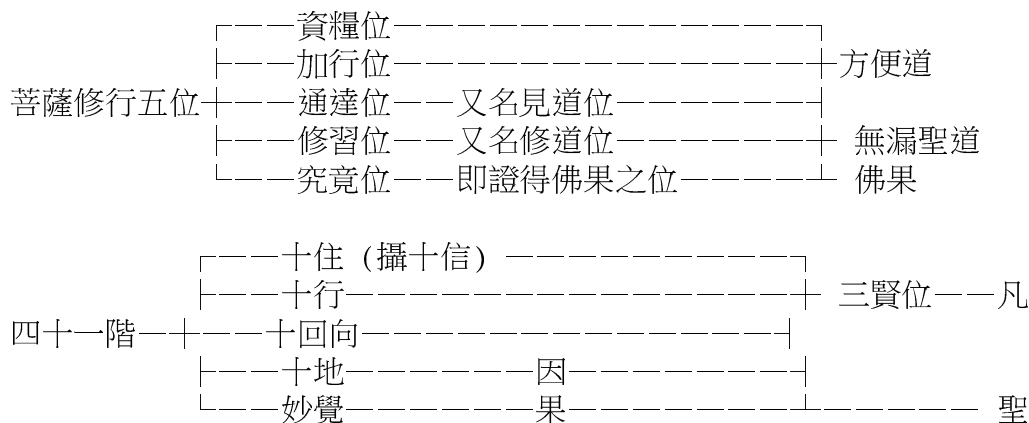 資糧位
加行位 方便道
菩薩修行五位 通達位 又名見道位
修習位 又名修道位 無漏聖道
究竟位 即證得佛果之位 佛果
十住 (攝十信)
十行 三賢位 凡
四十一階 十回向
十地 因
妙覺 果 聖